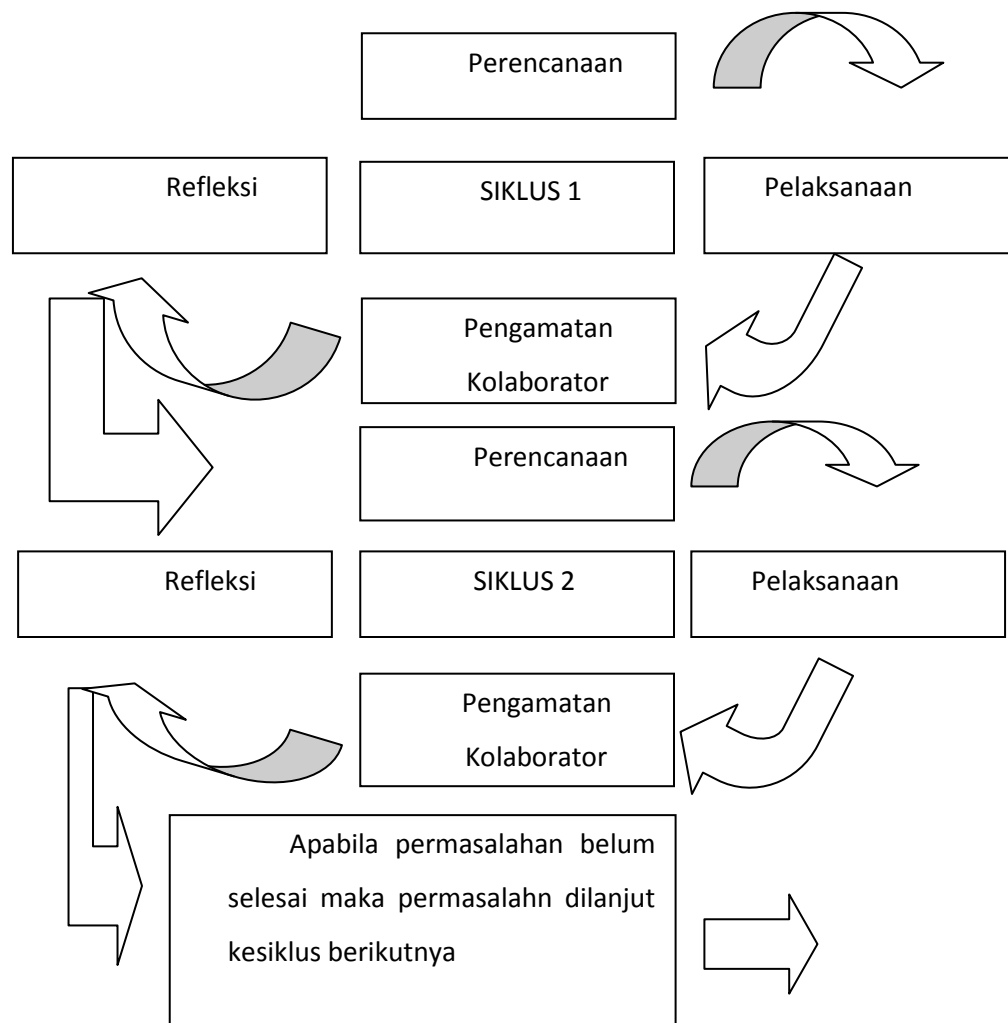 Perencanaan
Refleksi
SIKLUS 1
Pelaksanaan
Pengamatan
Kolaborator
Perencanaan
Refleksi
SIKLUS 2
Pelaksanaan
Pengamatan
Kolaborator
Apabila permasalahan belum
selesai maka permasalahn dilanjut
kesiklus berikutnya